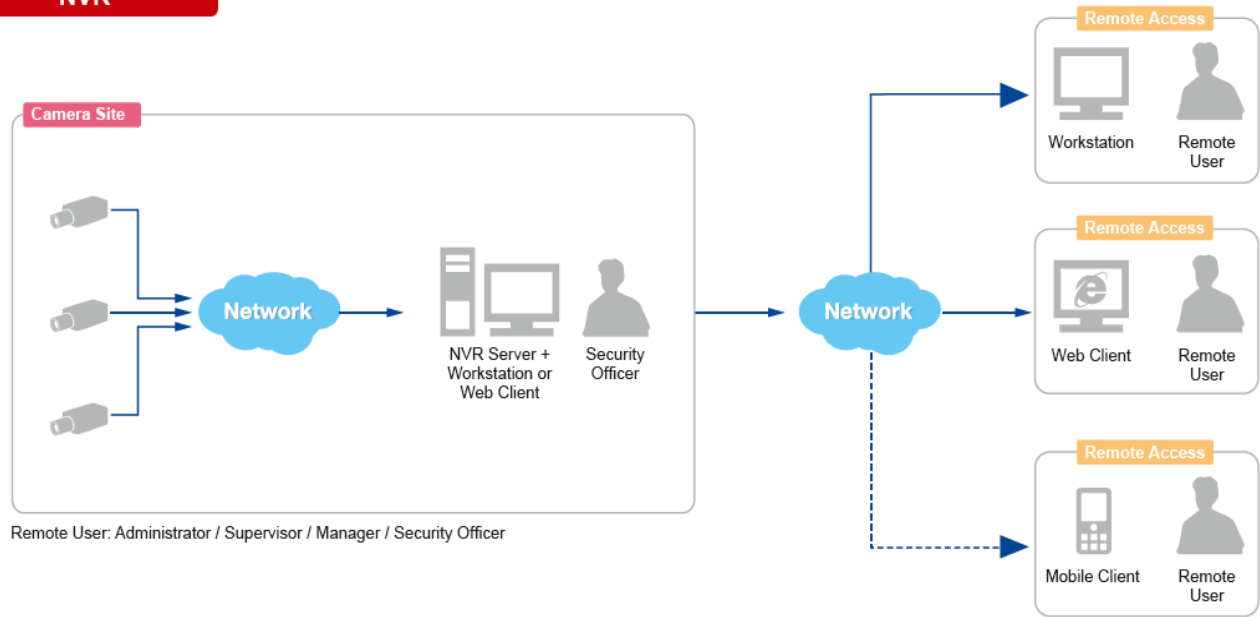 NVR
Camera Site
Network
NVR Server +
Workstation or
Web Client
Security
Officer
Remote User: Administrator / Supervisor / Manager / Security Officer
Network
Remote Access
Workstation
Remote
User
Remote Access
Web Client
Remote
User
Remote Access
Mobile Client
Remote
User